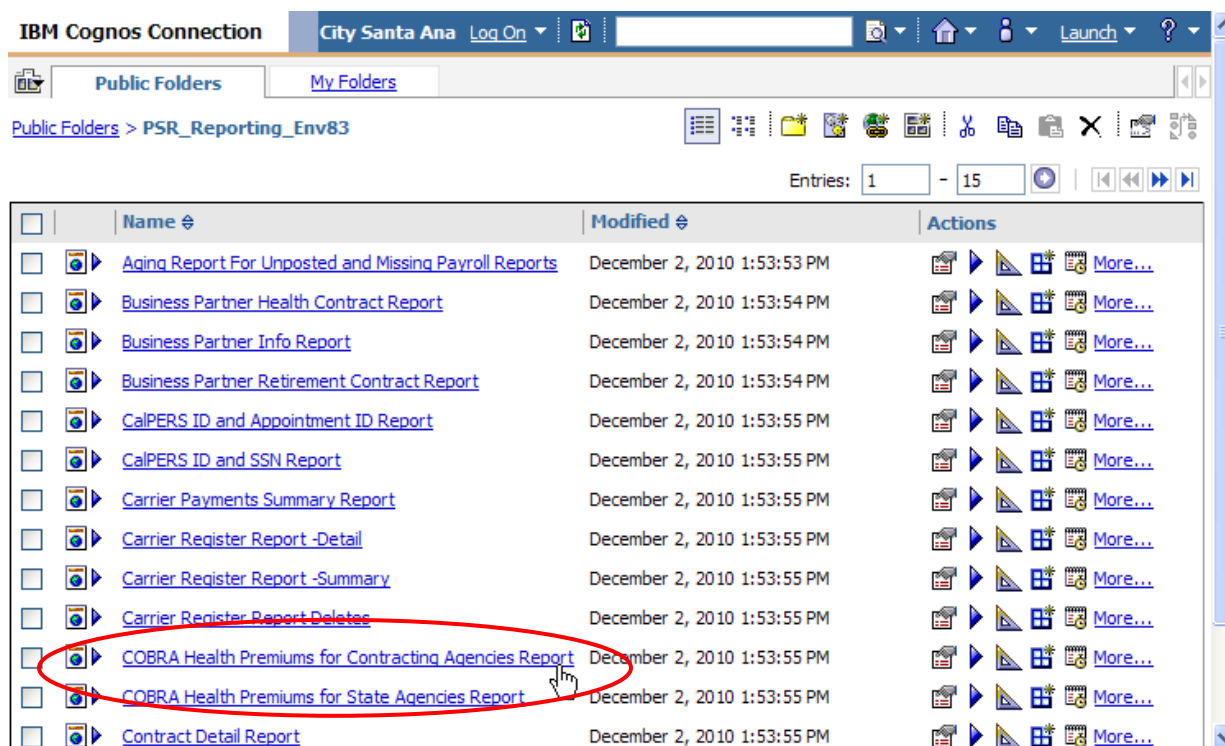 IBM Cognos Connection City Santa Ana Log On Launch ?
Public Folders My Folders
Public Folders > PSR_Reporting_Env83
Entries: 1 - 15
Name Modified Actions
Aging Report For Unposted and Missing Payroll Reports December 2, 2010 1:53:53 PM More...
Business Partner Health Contract Report December 2, 2010 1:53:54 PM More...
Business Partner Info Report December 2, 2010 1:53:54 PM More...
Business Partner Retirement Contract Report December 2, 2010 1:53:54 PM More...
CalPERS ID and Appointment ID Report December 2, 2010 1:53:55 PM More...
CalPERS ID and SSN Report December 2, 2010 1:53:55 PM More...
Carrier Payments Summary Report December 2, 2010 1:53:55 PM More...
Carrier Register Report -Detail December 2, 2010 1:53:55 PM More...
Carrier Register Report -Summary December 2, 2010 1:53:55 PM More...
Carrier Register Report Deletes December 2, 2010 1:53:55 PM More...
COBRA Health Premiums for Contracting Agencies Report December 2, 2010 1:53:55 PM More...
COBRA Health Premiums for State Agencies Report December 2, 2010 1:53:55 PM More...
Contract Detail Report December 2, 2010 1:53:55 PM More...